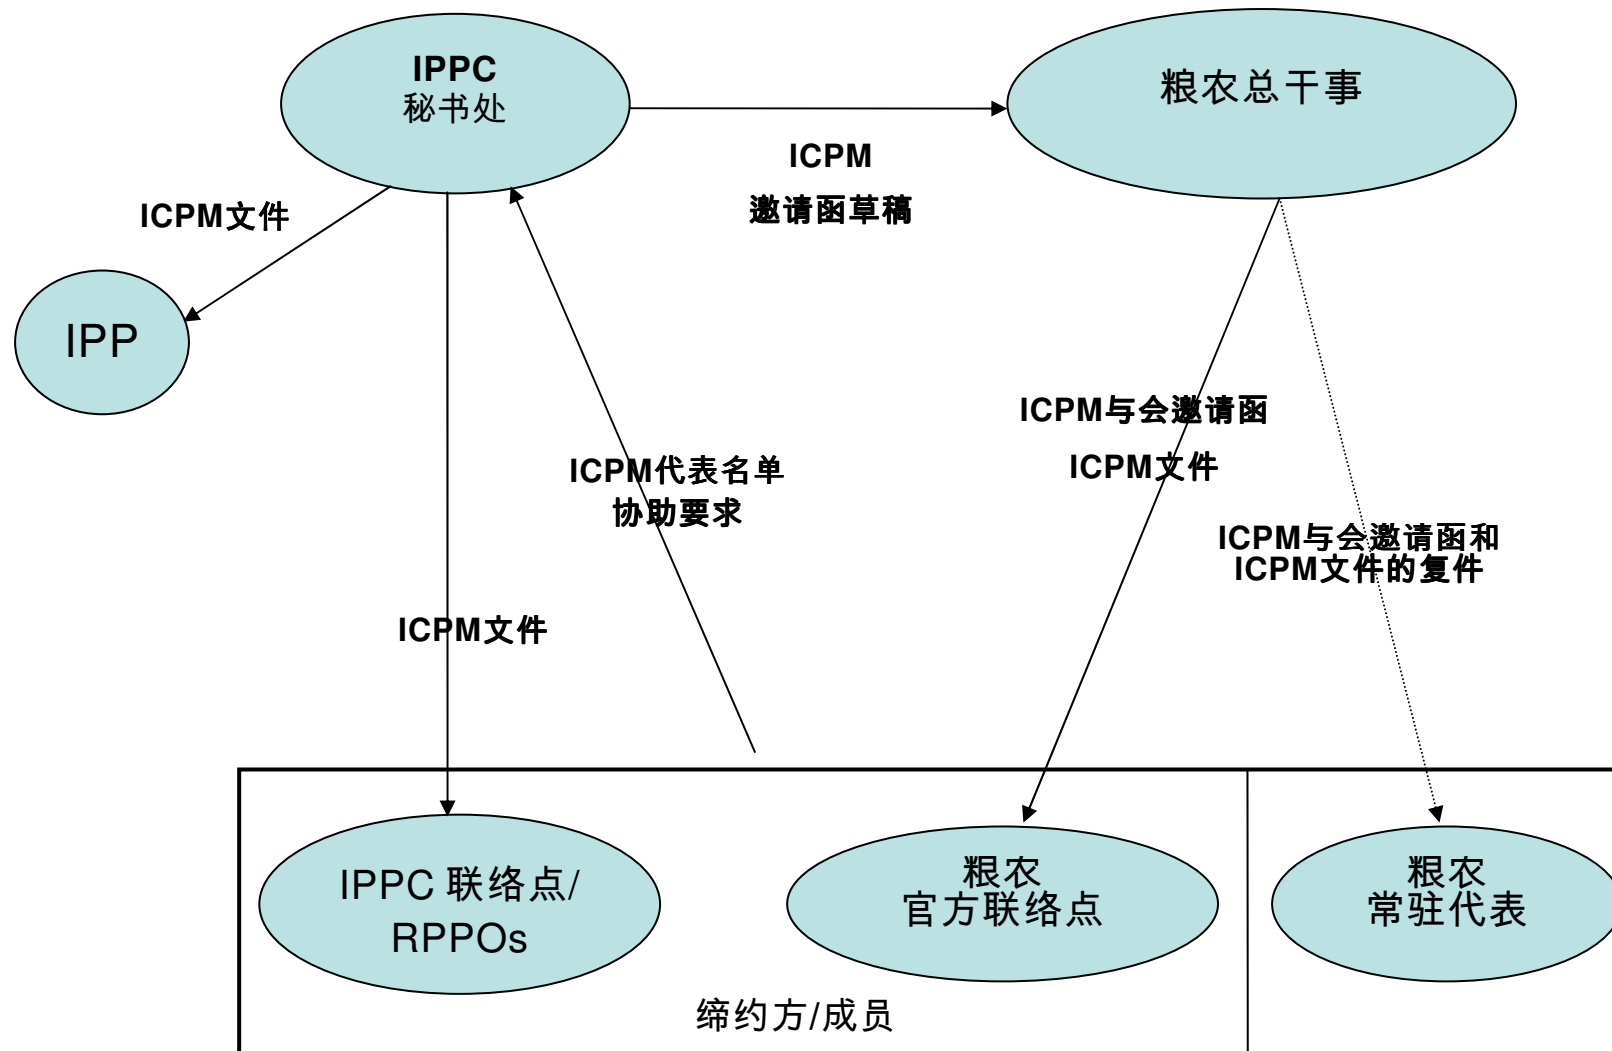 IPPC
秘书处
粮农总干事
ICPM
邀请函草稿
ICPM文件
IPP
ICPM与会邀请函
ICPM文件
ICPM代表名单
协助要求
ICPM与会邀请函和
ICPM文件的复件
ICPM文件
IPPC 联络点/
RPPOs
粮农
官方联络点
粮农
常驻代表
缔约方/成员